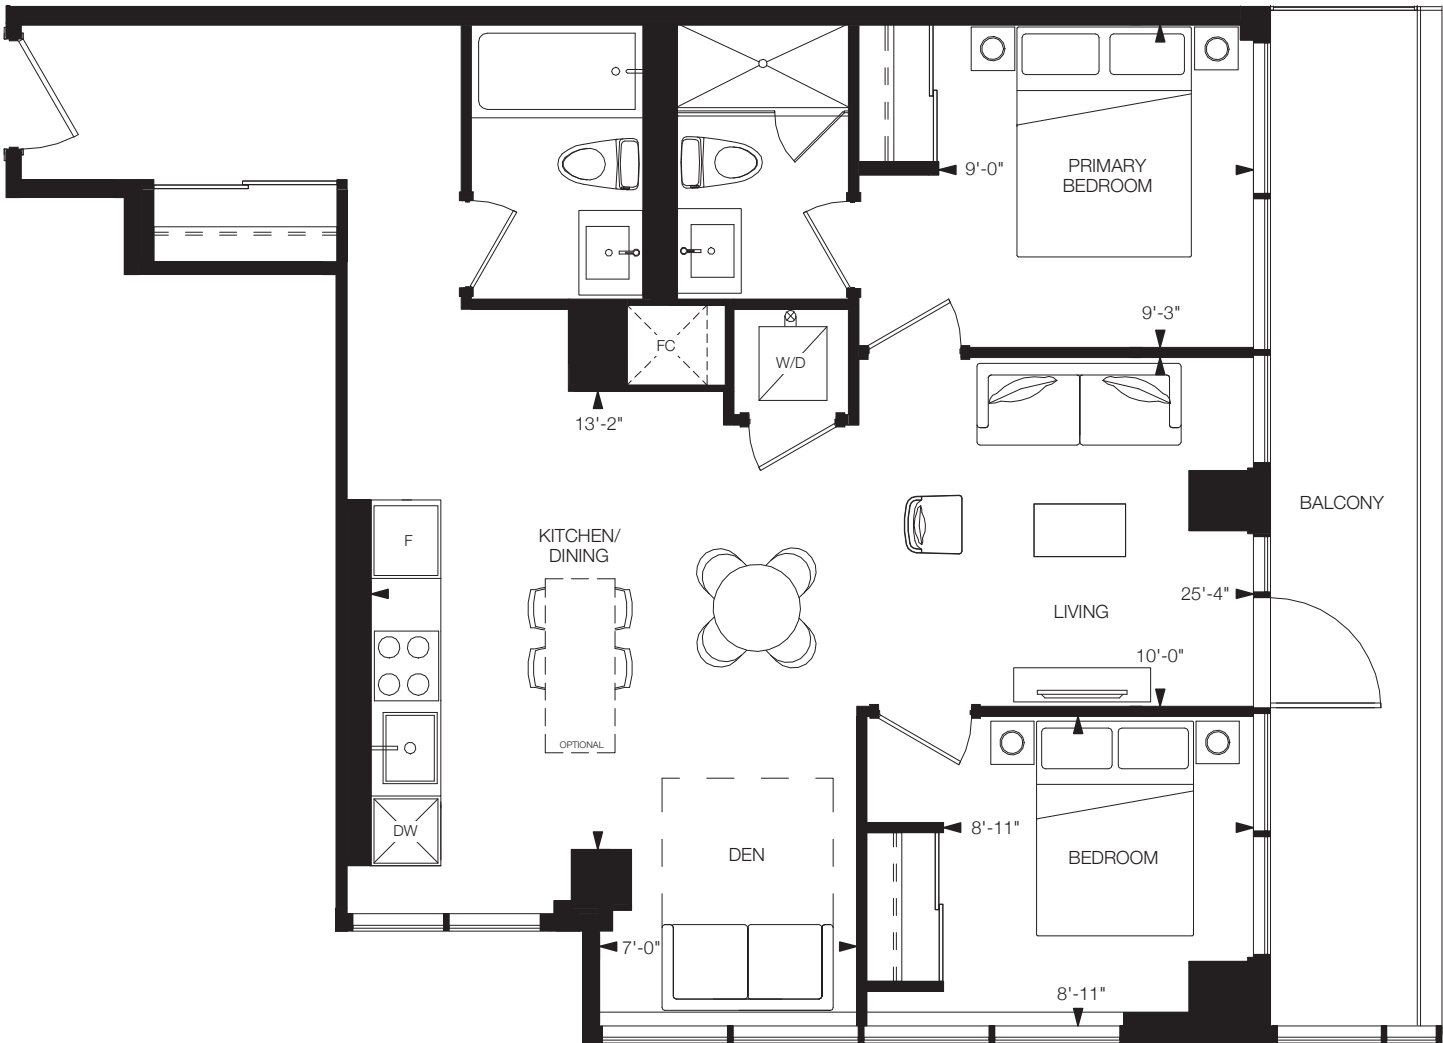 PRIMARY
BEDROOM
9'-0"
9'-3"
FC
W/D
13'-2"
BALCONY
F
KITCHEN/
DINING
25'-4"
LIVING
10'-0"
OPTIONAL
DW
DEN
8'-11"
BEDROOM
7'-0"
8'-11"